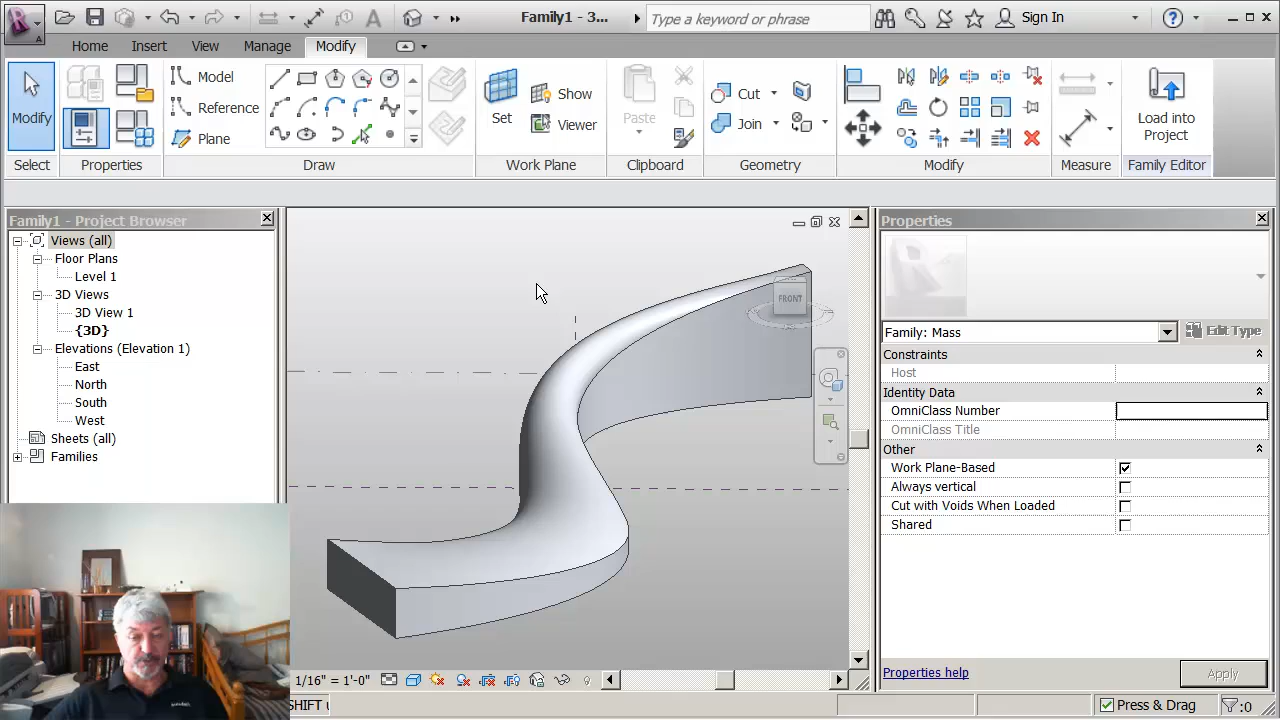 Family1 - 3...
Type a keyword or phrase
Sign In
Home
Insert
View
Manage
Modify
Modify
Model
Reference
Plane
Set
Show
Viewer
Paste
Cut
Join
Load into
Project
Select
Properties
Draw
Work Plane
Clipboard
Geometry
Modify
Measure
Family Editor
Family1 - Project Browser
Views (all)
Floor Plans
Level 1
3D Views
3D View 1
{3D}
Elevations (Elevation 1)
East
North
South
West
Sheets (all)
Families
FRONT
Properties
Family: Mass
Edit Type
Constraints
Host
Identity Data
OmniClass Number
OmniClass Title
Other
Work Plane-Based
Always vertical
Cut with Voids When Loaded
Shared
Properties help
Apply
1/16" = 1'-0"
SHIFT
Press & Drag
:0